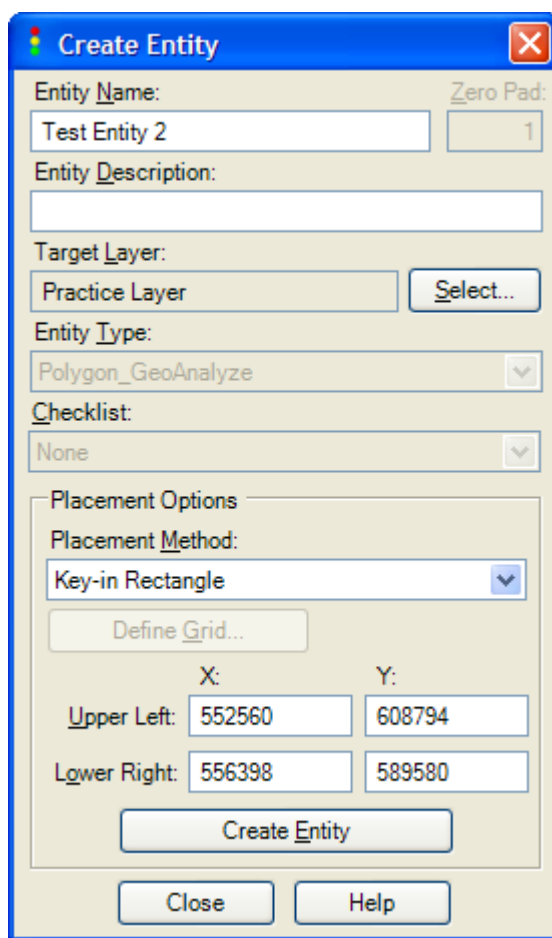 Create Entity
Entity Name: Zero Pad:
Test Entity 2 1
Entity Description:
Target Layer:
Practice Layer Select...
Entity Type:
Polygon_GeoAnalyze
Checklist:
None
Placement Options
Placement Method:
Key-in Rectangle
Define Grid...
X: Y:
Upper Left: 552560 608794
Lower Right: 556398 589580
Create Entity
Close Help